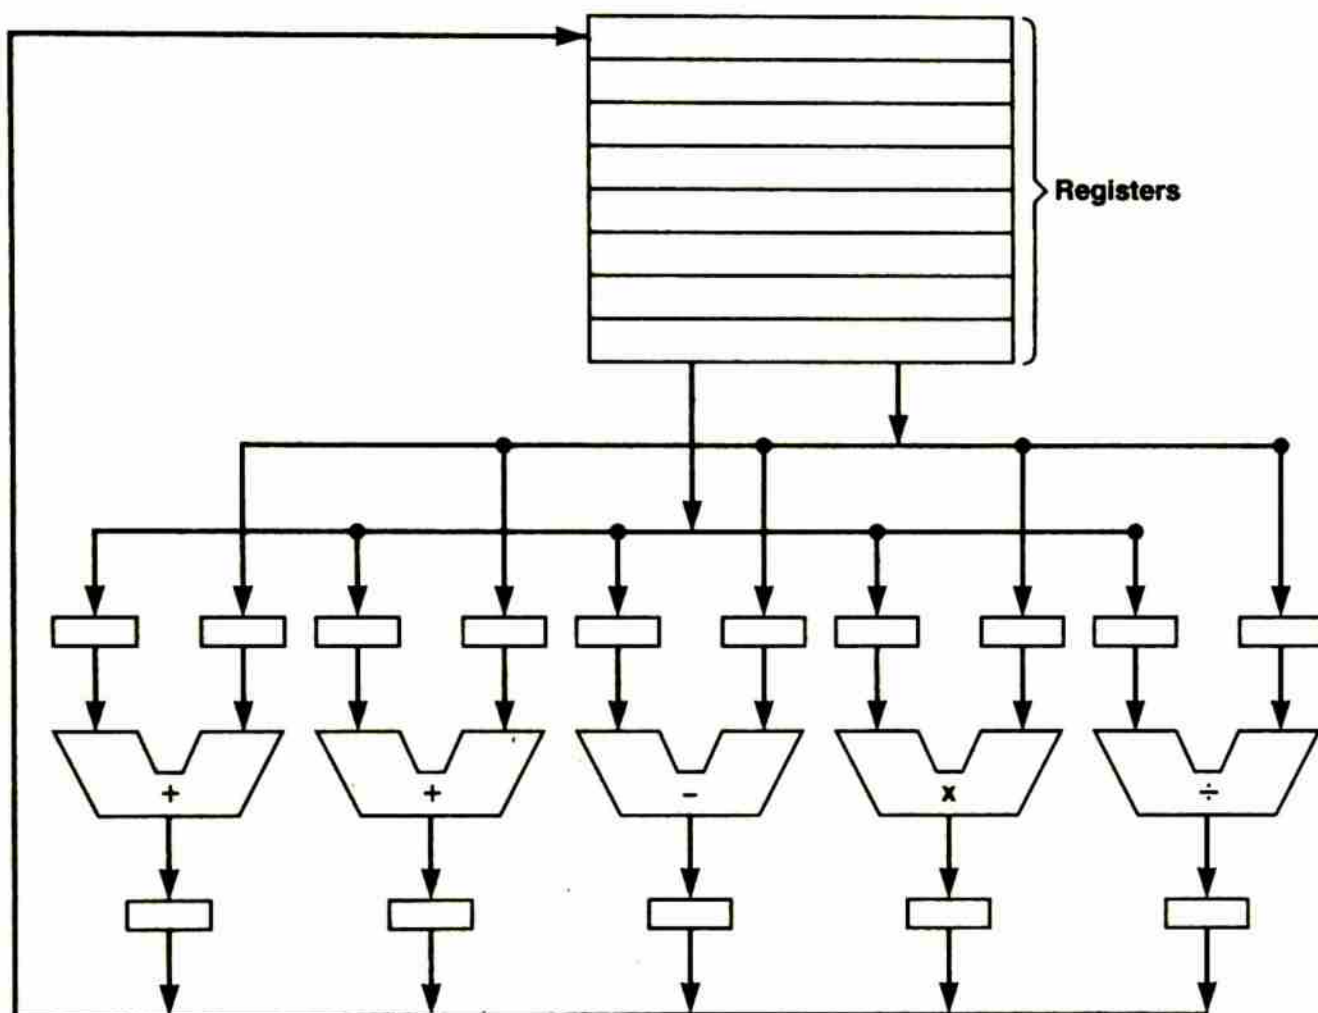 Registers
+ + - x ÷